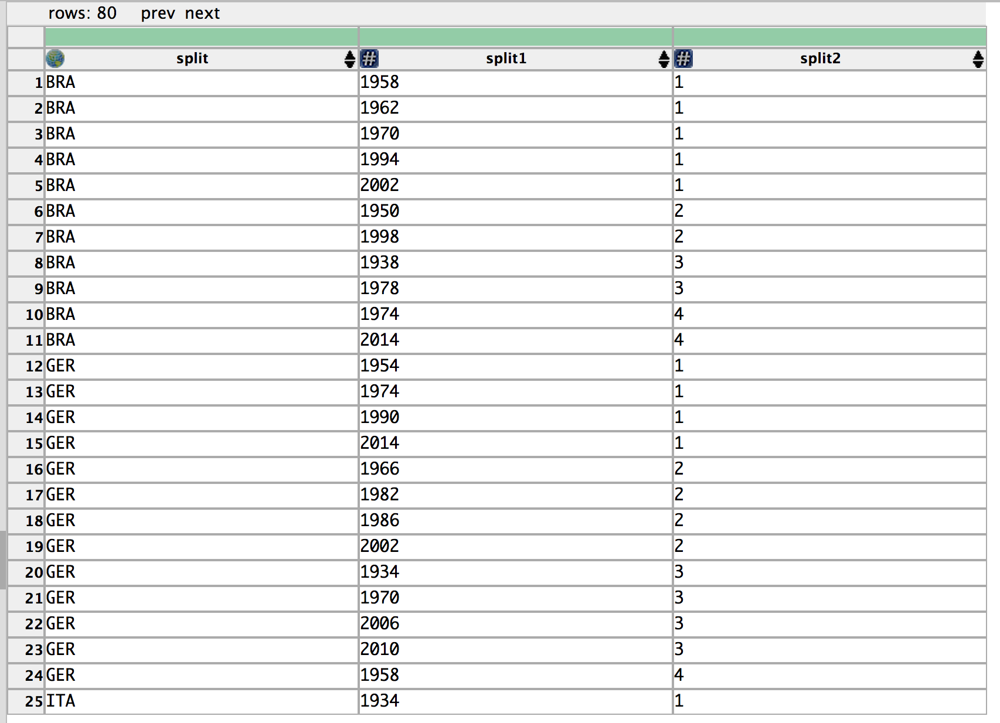 rows: 80 prev next
split split1 split2
1 BRA 1958 1
2 BRA 1962 1
3 BRA 1970 1
4 BRA 1994 1
5 BRA 2002 1
6 BRA 1950 2
7 BRA 1998 2
8 BRA 1938 3
9 BRA 1978 3
10 BRA 1974 4
11 BRA 2014 4
12 GER 1954 1
13 GER 1974 1
14 GER 1990 1
15 GER 2014 1
16 GER 1966 2
17 GER 1982 2
18 GER 1986 2
19 GER 2002 2
20 GER 1934 3
21 GER 1970 3
22 GER 2006 3
23 GER 2010 3
24 GER 1958 4
25 ITA 1934 1